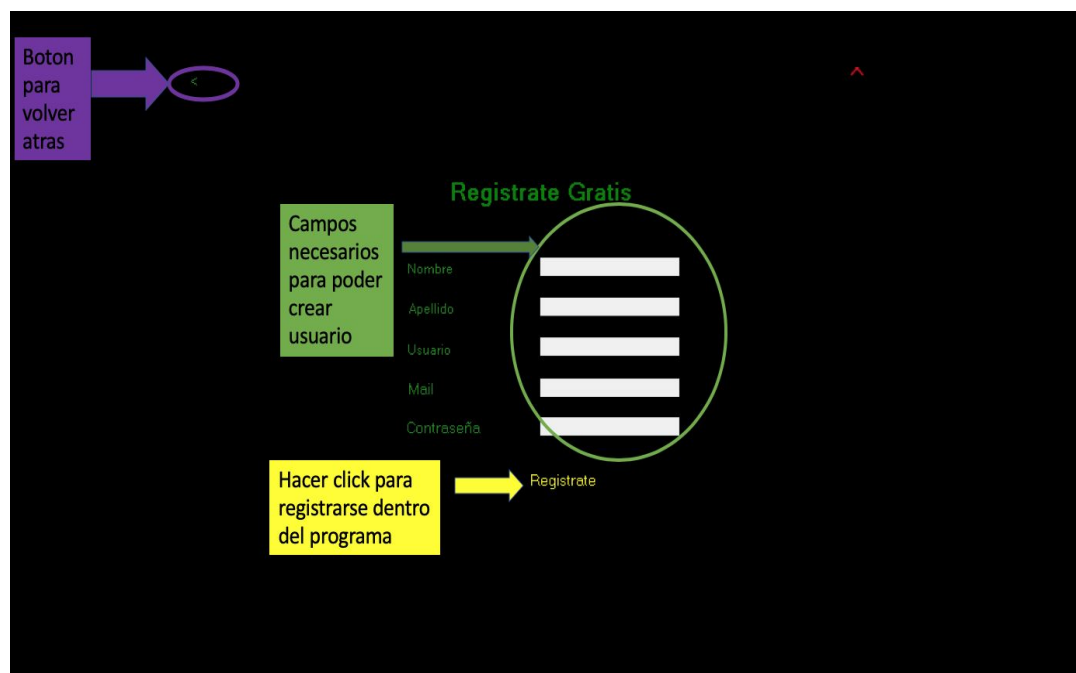 Boton
para
volver
atras
<
^
Registrate Gratis
Campos
necesarios
para poder
crear
usuario
Nombre
Apellido
Usuario
Mail
Contraseña
Hacer click para
registrarse dentro
del programa
Registrate